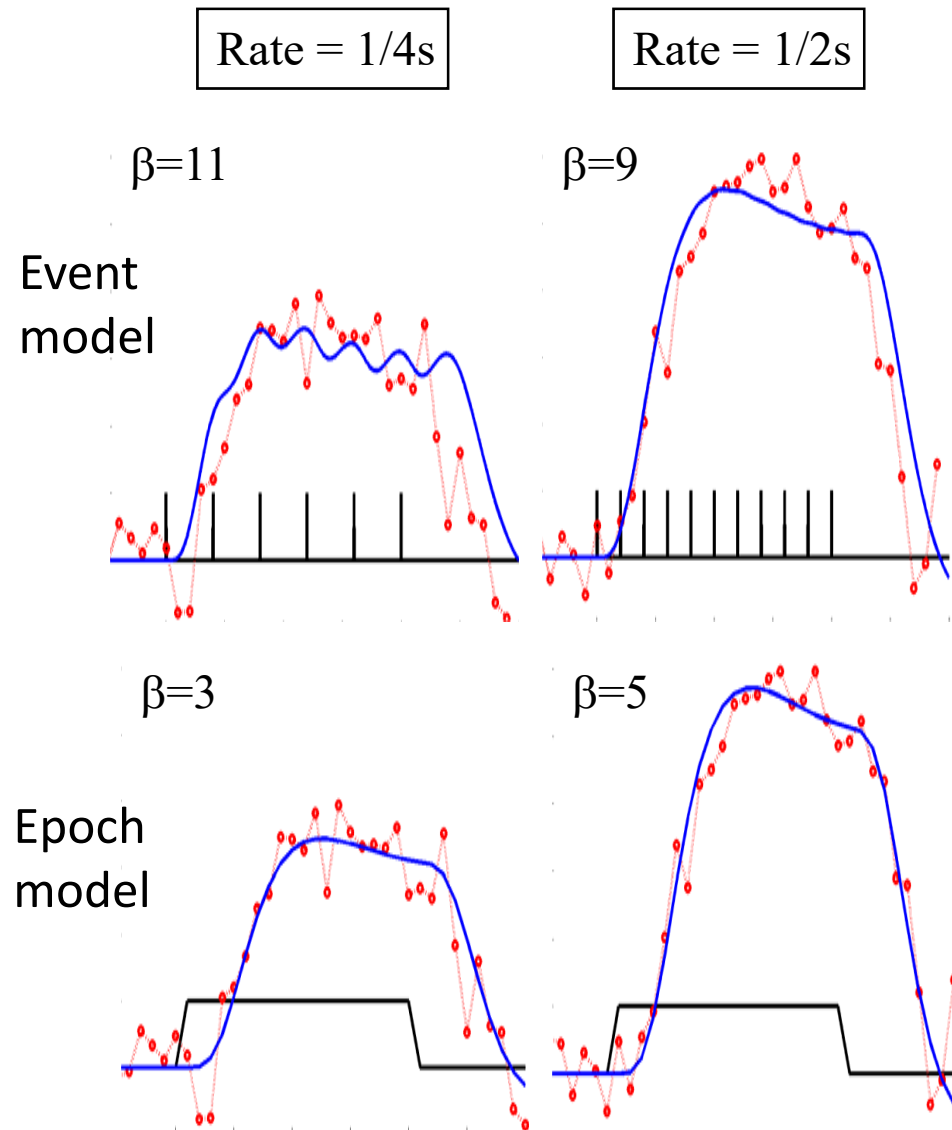 Rate = 1/4s
Rate = 1/2s
β=11
β=9
Event
model
β=3
β=5
Epoch
model